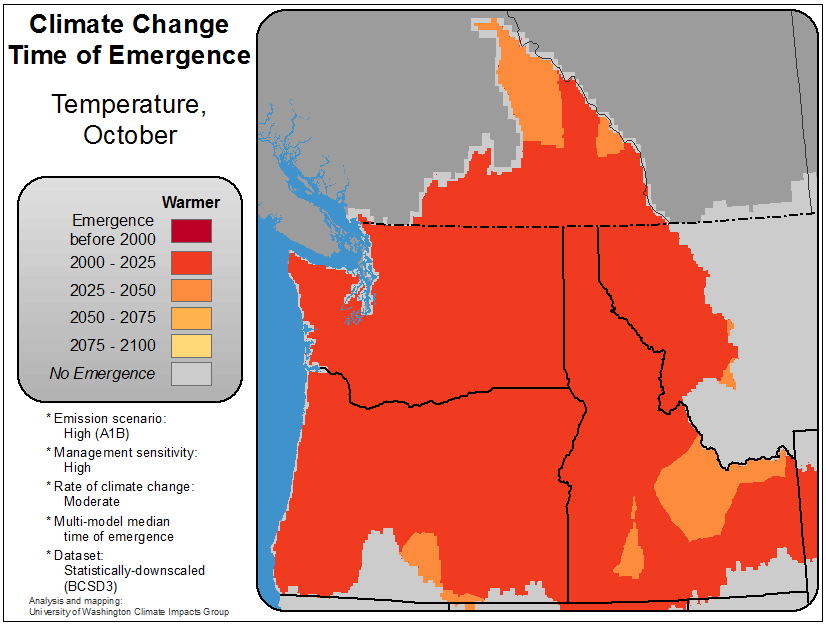 Climate Change
Time of Emergence
Temperature,
October
Warmer
Emergence
before 2000
2000 - 2025
2025 - 2050
2050 - 2075
2075 - 2100
No Emergence
* Emission scenario:
High (A1B)
* Management sensitivity:
High
* Rate of climate change:
Moderate
* Multi-model median
time of emergence
* Dataset:
Statistically-downscaled
(BCSD3)
Analysis and mapping:
University of Washington Climate Impacts Group